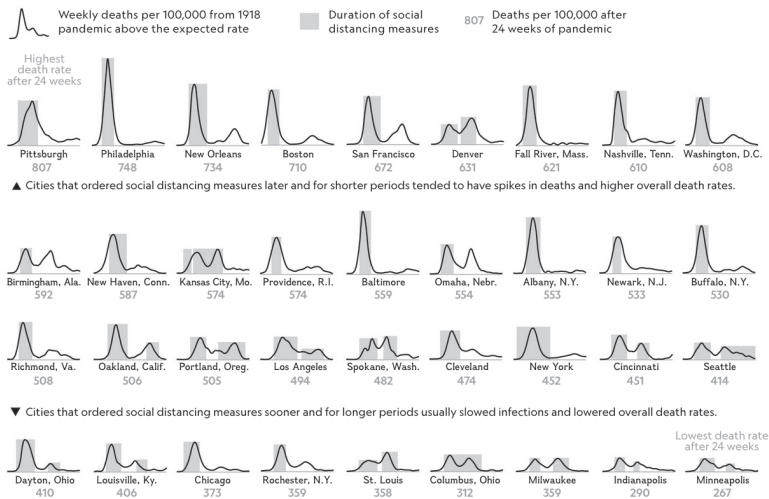 Weekly deaths per 100,000 from 1918
pandemic above the expected rate
Duration of social
distancing measures
807 Deaths per 100,000 after
24 weeks of pandemic
Highest
death rate
after 24 weeks
Pittsburgh Philadelphia New Orleans Boston San Francisco Denver Fall River, Mass. Nashville, Tenn. Washington, D.C.
807 748 734 710 672 631 621 610 608
▲ Cities that ordered social distancing measures later and for shorter periods tended to have spikes in deaths and higher overall death rates.
Birmingham, Ala. New Haven, Conn. Kansas City, Mo. Providence, R.I. Baltimore Omaha, Nebr. Albany, N.Y. Newark, N.J. Buffalo, N.Y.
592 587 574 574 559 554 553 533 530
Richmond, Va. Oakland, Calif. Portland, Oreg. Los Angeles Spokane, Wash. Cleveland New York Cincinnati Seattle
508 506 505 494 482 474 452 451 414
▼ Cities that ordered social distancing measures sooner and for longer periods usually slowed infections and lowered overall death rates.
Lowest death rate
after 24 weeks
Dayton, Ohio Louisville, Ky. Chicago Rochester, N.Y. St. Louis Columbus, Ohio Milwaukee Indianapolis Minneapolis
410 406 373 359 358 312 359 290 267